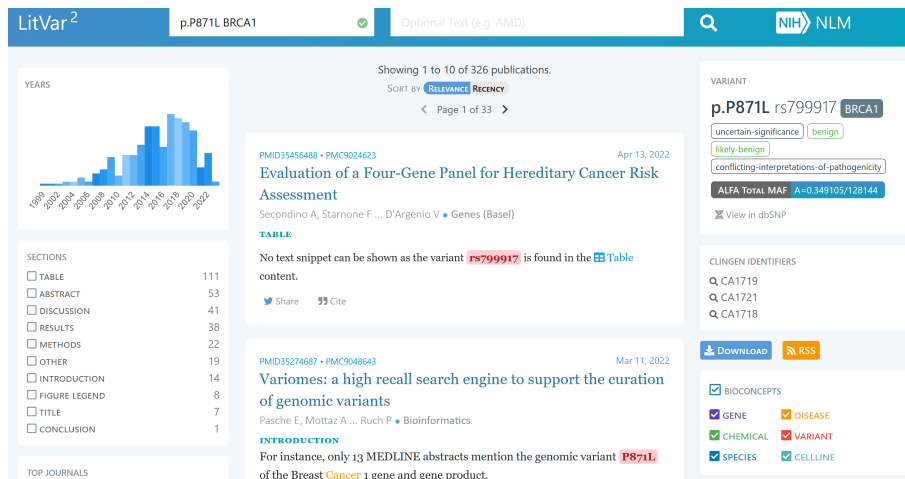 LitVar²
p.P871L BRCA1
Optional Text (e.g. AMD)
NIH NLM
YEARS
1999
2002
2004
2006
2008
2010
2012
2014
2016
2018
2020
2022
SECTIONS
TABLE 111
ABSTRACT 53
DISCUSSION 41
RESULTS 38
METHODS 22
OTHER 19
INTRODUCTION 14
FIGURE LEGEND 8
TITLE 7
CONCLUSION 1
TOP JOURNALS
Showing 1 to 10 of 326 publications.
SORT BY RELEVANCE RECENCY
Page 1 of 33
PMID35456488 • PMC9024623 Apr 13, 2022
Evaluation of a Four-Gene Panel for Hereditary Cancer Risk
Assessment
Secondino A, Starnone F ... D'Argenio V • Genes (Basel)
TABLE
No text snippet can be shown as the variant rs799917 is found in the Table
content.
Share Cite
PMID35274687 • PMC9048643 Mar 11, 2022
Variomes: a high recall search engine to support the curation
of genomic variants
Pasche E, Mottaz A ... Ruch P • Bioinformatics
INTRODUCTION
For instance, only 13 MEDLINE abstracts mention the genomic variant P871L
of the Breast Cancer 1 gene and gene product.
VARIANT
p.P871L rs799917 BRCA1
uncertain-significance benign
likely-benign
conflicting-interpretations-of-pathogenicity
ALFA TOTAL MAF A=0.349105/128144
View in dbSNP
CLINGEN IDENTIFIERS
CA1719
CA1721
CA1718
DOWNLOAD RSS
BIOCONCEPTS
GENE DISEASE
CHEMICAL VARIANT
SPECIES CELLLINE